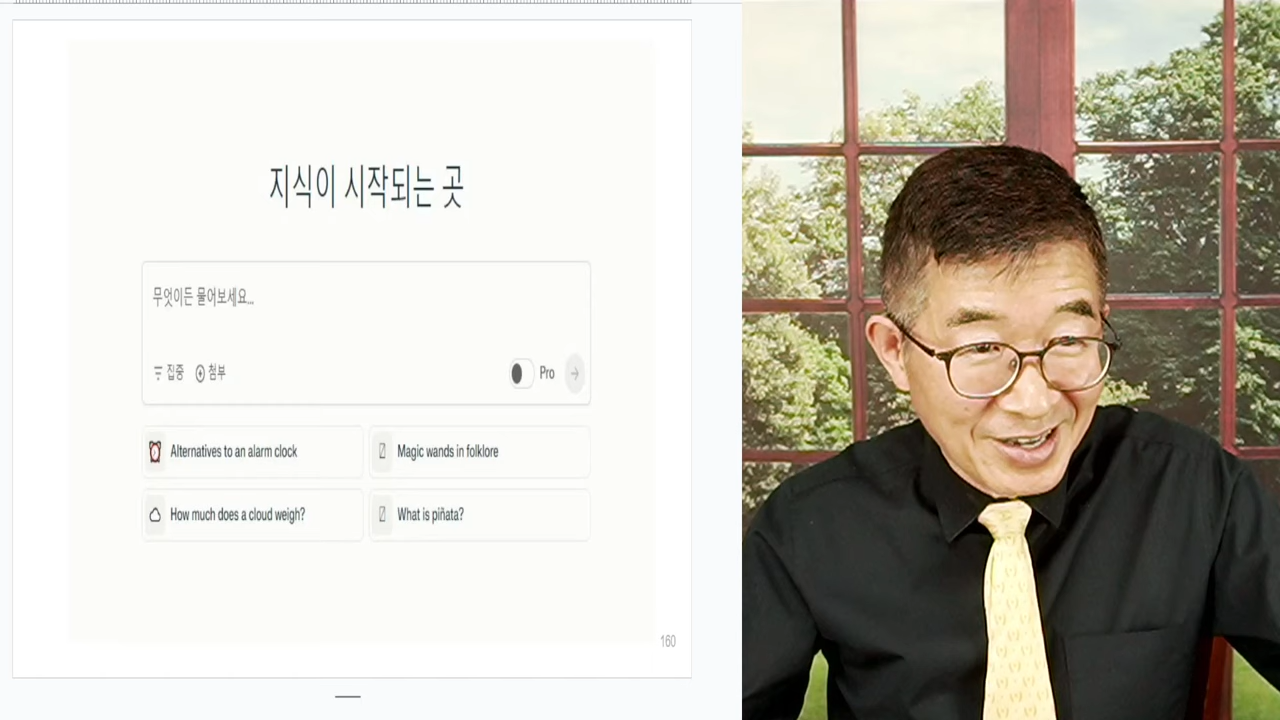 지식이 시작되는 곳
무엇이든 물어보세요...
집중 첨부 Pro
Alternatives to an alarm clock
Magic wands in folklore
How much does a cloud weigh?
What is piñata?
160